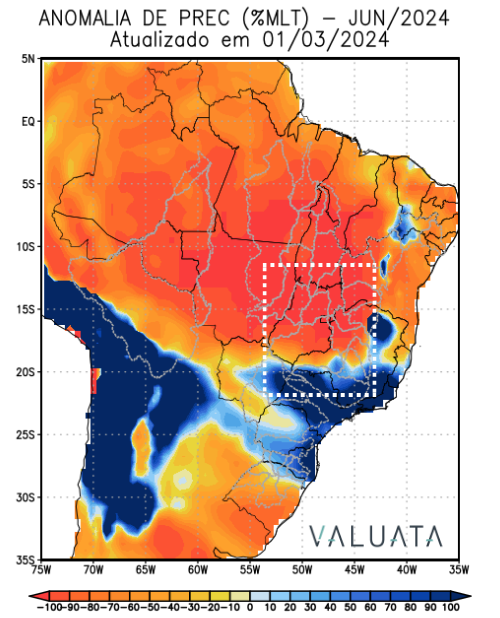 ANOMALIA DE PREC (%MLT) – JUN/2024
Atualizado em 01/03/2024
5N
EQ
5S
10S
15S
20S
25S
30S
35S
VALUATA
75W 70W 65W 60W 55W 50W 45W 40W 35W
-100 -90 -80 -70 -60 -50 -40 -30 -20 -10 0 10 20 30 40 50 60 70 80 90 100